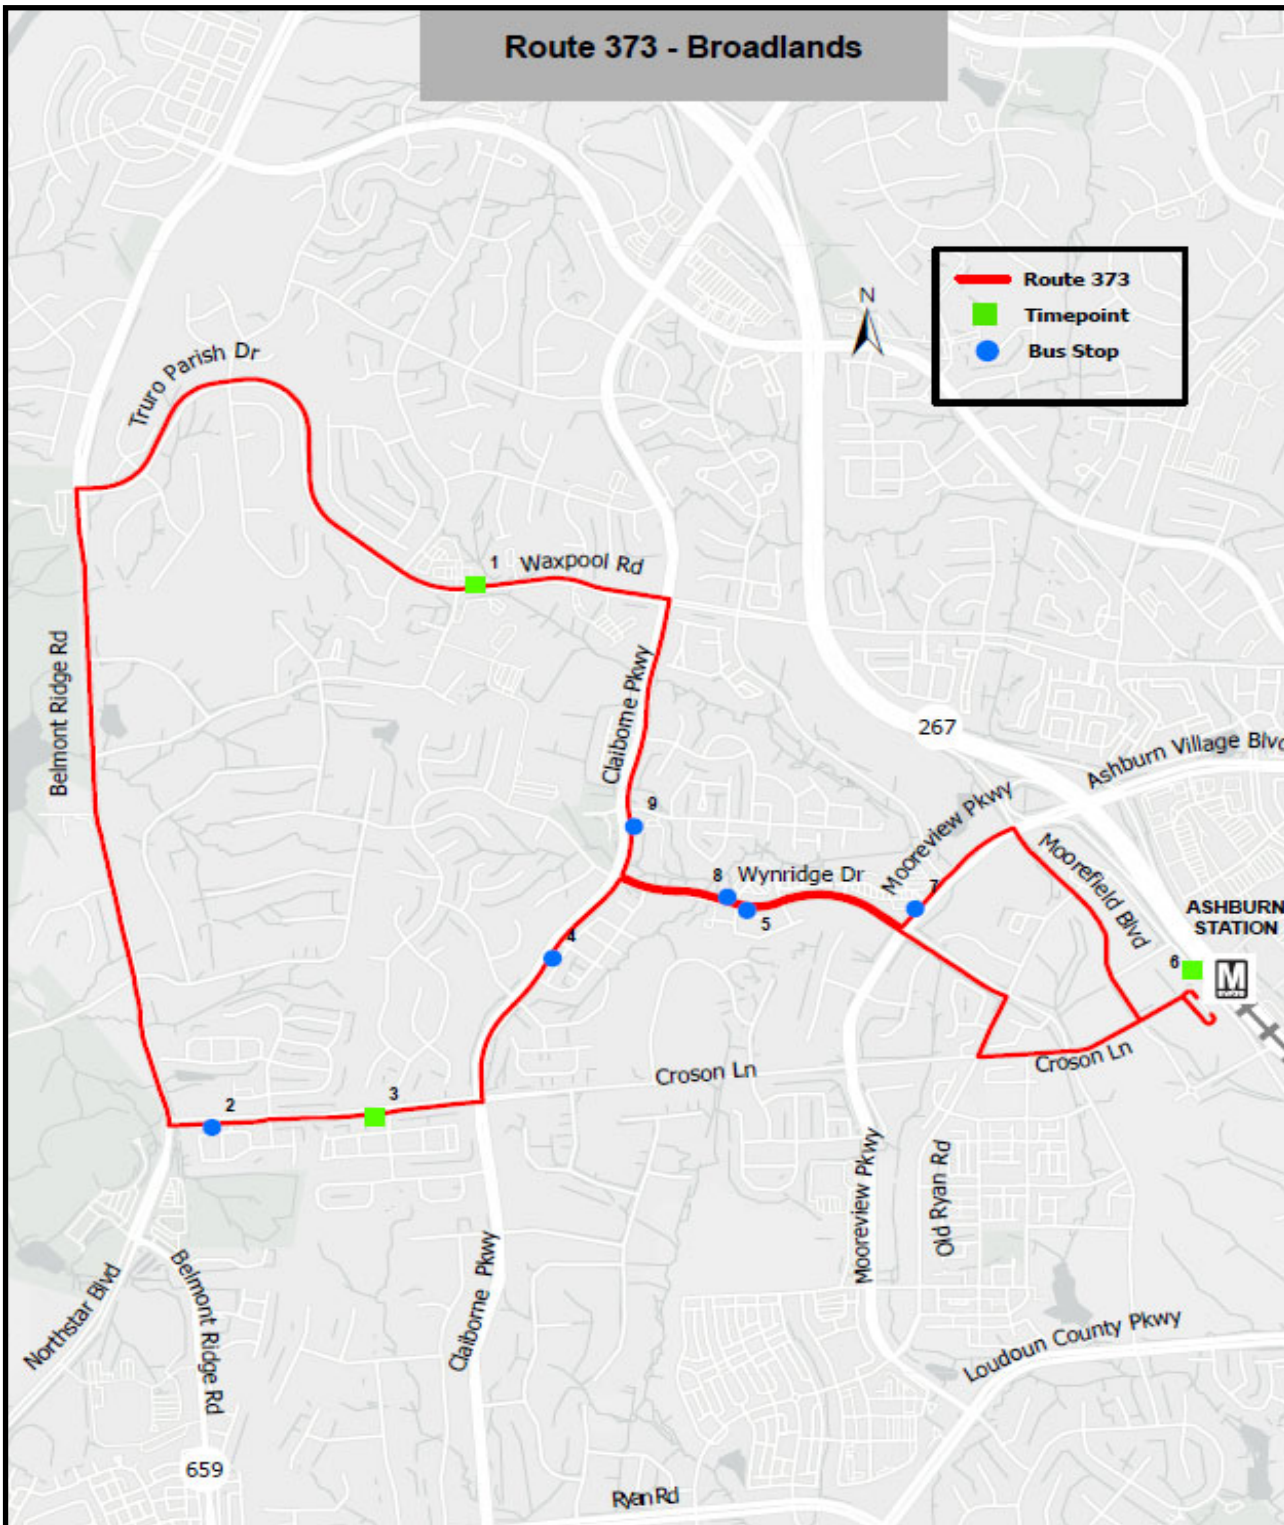 Route 373 - Broadlands
N
Route 373
Timepoint
Bus Stop
Truro Parish Dr
1
Waxpool Rd
Belmont Ridge Rd
Claiborne Pkwy
267
Ashburn Village Blvd
9
Mooreview Pkwy
Moorefield Blvd
8
Wynridge Dr
7
5
ASHBURN
STATION
4
6
M
Croson Ln
Croson Ln
3
2
Mooreview Pkwy
Old Ryan Rd
Northstar Blvd
Belmont Ridge Rd
Claiborne Pkwy
Loudoun County Pkwy
659
Ryan Rd